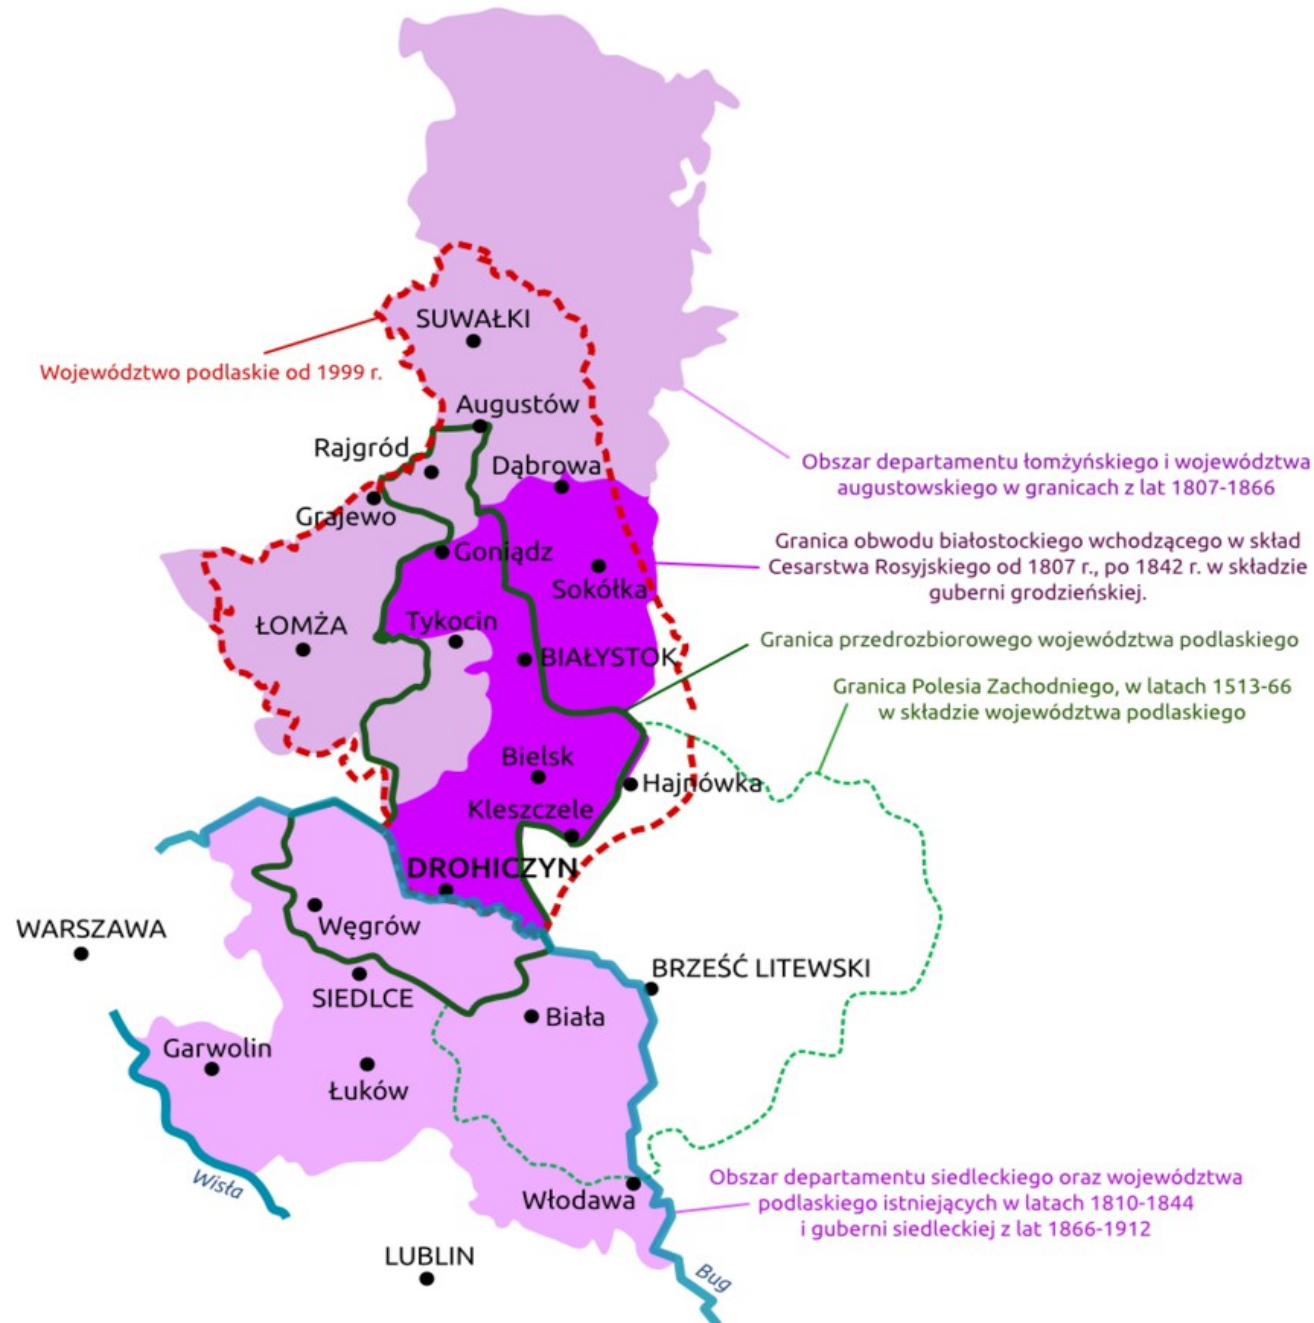 SUWAŁKI
Województwo podlaskie od 1999 r.
Augustów
Rajgród
Dąbrowa
Obszar departamentu łomżyńskiego i województwa
augustowskiego w granicach z lat 1807-1866
Grajewo
Goniądz
Granica obwodu białostockiego wchodzącego w skład
Cesarstwa Rosyjskiego od 1807 r., po 1842 r. w składzie
guberni grodzieńskiej.
Sokółka
ŁOMŻA
Tykocin
BIAŁYSTOK
Granica przedrozbiorowego województwa podlaskiego
Granica Polesia Zachodniego, w latach 1513-66
w składzie województwa podlaskiego
Bielsk
Hajnówka
Kleszczele
DROHICZYN
WARSZAWA
Węgrów
SIEDLCE
BRZEŚĆ LITEWSKI
Biała
Garwolin
Łuków
Wisła
Włodawa
Obszar departamentu siedleckiego oraz województwa
podlaskiego istniejących w latach 1810-1844
i guberni siedleckiej z lat 1866-1912
LUBLIN
Bug